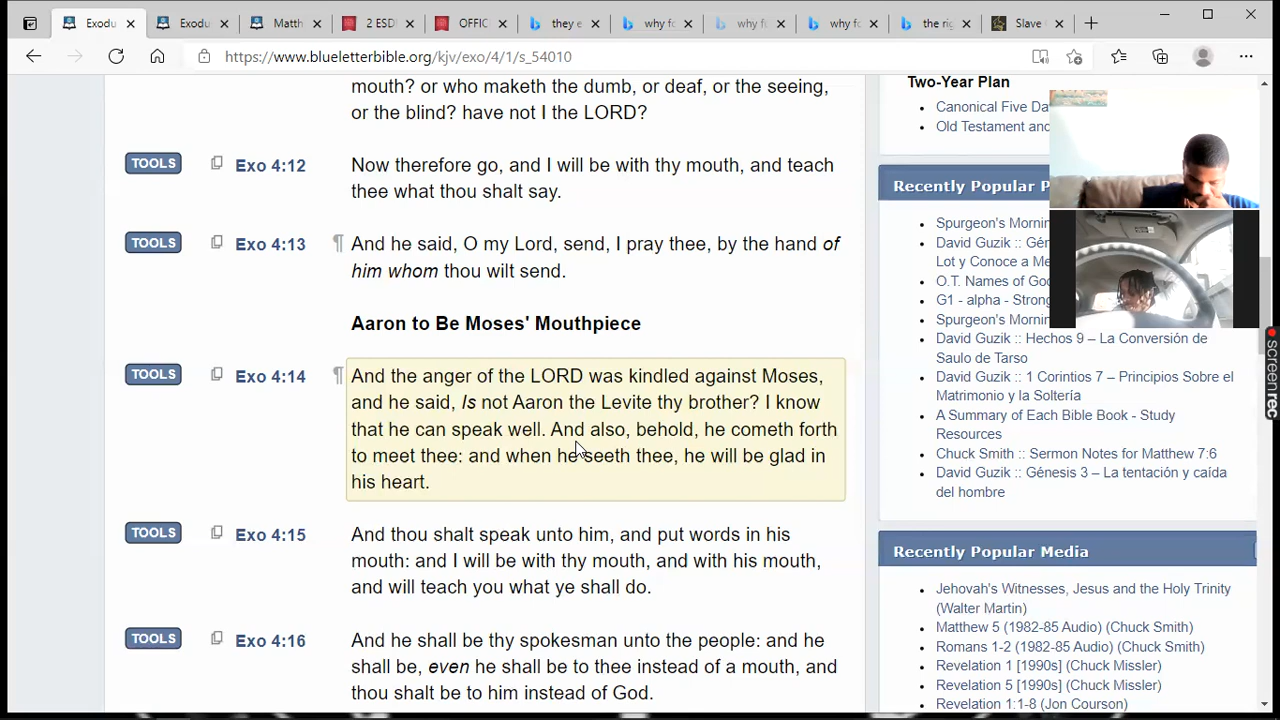 Exodu
Exodu
Matth
2 ESDI
OFFIC
they e
why fo
why fo
why fo
the rig
Slave
https://www.blueletterbible.org/kjv/exo/4/1/s_54010
mouth? or who maketh the dumb, or deaf, or the seeing,
or the blind? have not I the LORD?
TOOLS Exo 4:12 Now therefore go, and I will be with thy mouth, and teach
thee what thou shalt say.
TOOLS Exo 4:13 ¶ And he said, O my Lord, send, I pray thee, by the hand of
him whom thou wilt send.
Aaron to Be Moses' Mouthpiece
TOOLS Exo 4:14 ¶ And the anger of the LORD was kindled against Moses,
and he said, Is not Aaron the Levite thy brother? I know
that he can speak well. And also, behold, he cometh forth
to meet thee: and when he seeth thee, he will be glad in
his heart.
TOOLS Exo 4:15 And thou shalt speak unto him, and put words in his
mouth: and I will be with thy mouth, and with his mouth,
and will teach you what ye shall do.
TOOLS Exo 4:16 And he shall be thy spokesman unto the people: and he
shall be, even he shall be to thee instead of a mouth, and
thou shalt be to him instead of God.
Two-Year Plan
Canonical Five Da
Old Testament and
Recently Popular P
Spurgeon's Morni
David Guzik :: Gén
Lot y Conoce a Me
O.T. Names of Go
G1 - alpha - Strong
Spurgeon's Morni
David Guzik :: Hechos 9 – La Conversión de
Saulo de Tarso
David Guzik :: 1 Corintios 7 – Principios Sobre el
Matrimonio y la Soltería
A Summary of Each Bible Book - Study
Resources
Chuck Smith :: Sermon Notes for Matthew 7:6
David Guzik :: Génesis 3 – La tentación y caída
del hombre
Recently Popular Media
Jehovah's Witnesses, Jesus and the Holy Trinity
(Walter Martin)
Matthew 5 (1982-85 Audio) (Chuck Smith)
Romans 1-2 (1982-85 Audio) (Chuck Smith)
Revelation 1 [1990s] (Chuck Missler)
Revelation 5 [1990s] (Chuck Missler)
Revelation 1:1-8 (Jon Courson)
screenrec